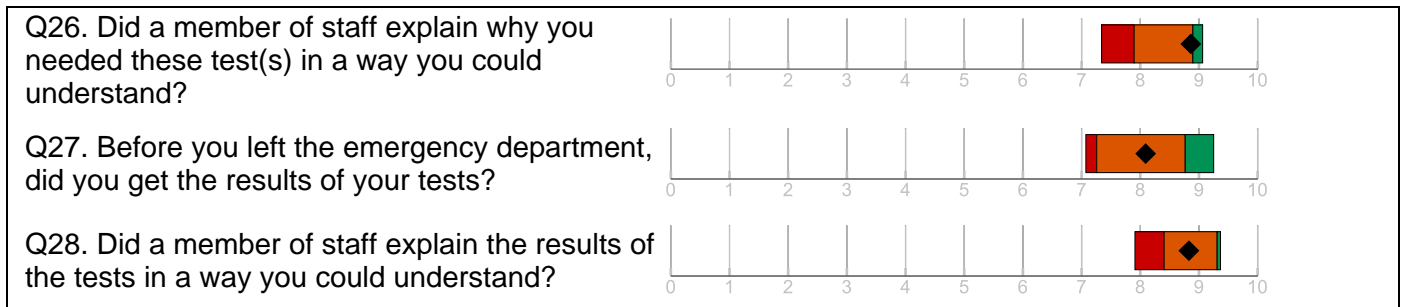 Q26. Did a member of staff explain why you
needed these test(s) in a way you could
understand?
0 1 2 3 4 5 6 7 8 9 10
Q27. Before you left the emergency department,
did you get the results of your tests?
0 1 2 3 4 5 6 7 8 9 10
Q28. Did a member of staff explain the results of
the tests in a way you could understand?
0 1 2 3 4 5 6 7 8 9 10